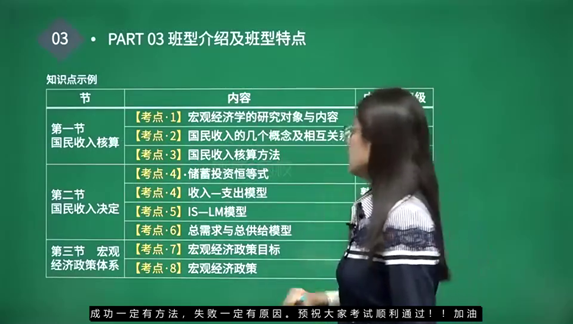 03 • PART 03 班型介绍及班型特点
知识点示例
节 内容 级
第一节
国民收入核算
【考点·1】宏观经济学的研究对象与内容
【考点·2】国民收入的几个概念及相互关系
【考点·3】国民收入核算方法
第二节
国民收入决定
【考点·4】储蓄投资恒等式
【考点·4】收入—支出模型
【考点·5】IS—LM模型
【考点·6】总需求与总供给模型
第三节 宏观
经济政策体系
【考点·7】宏观经济政策目标
【考点·8】宏观经济政策
成功一定有方法，失败一定有原因。预祝大家考试顺利通过！！加油